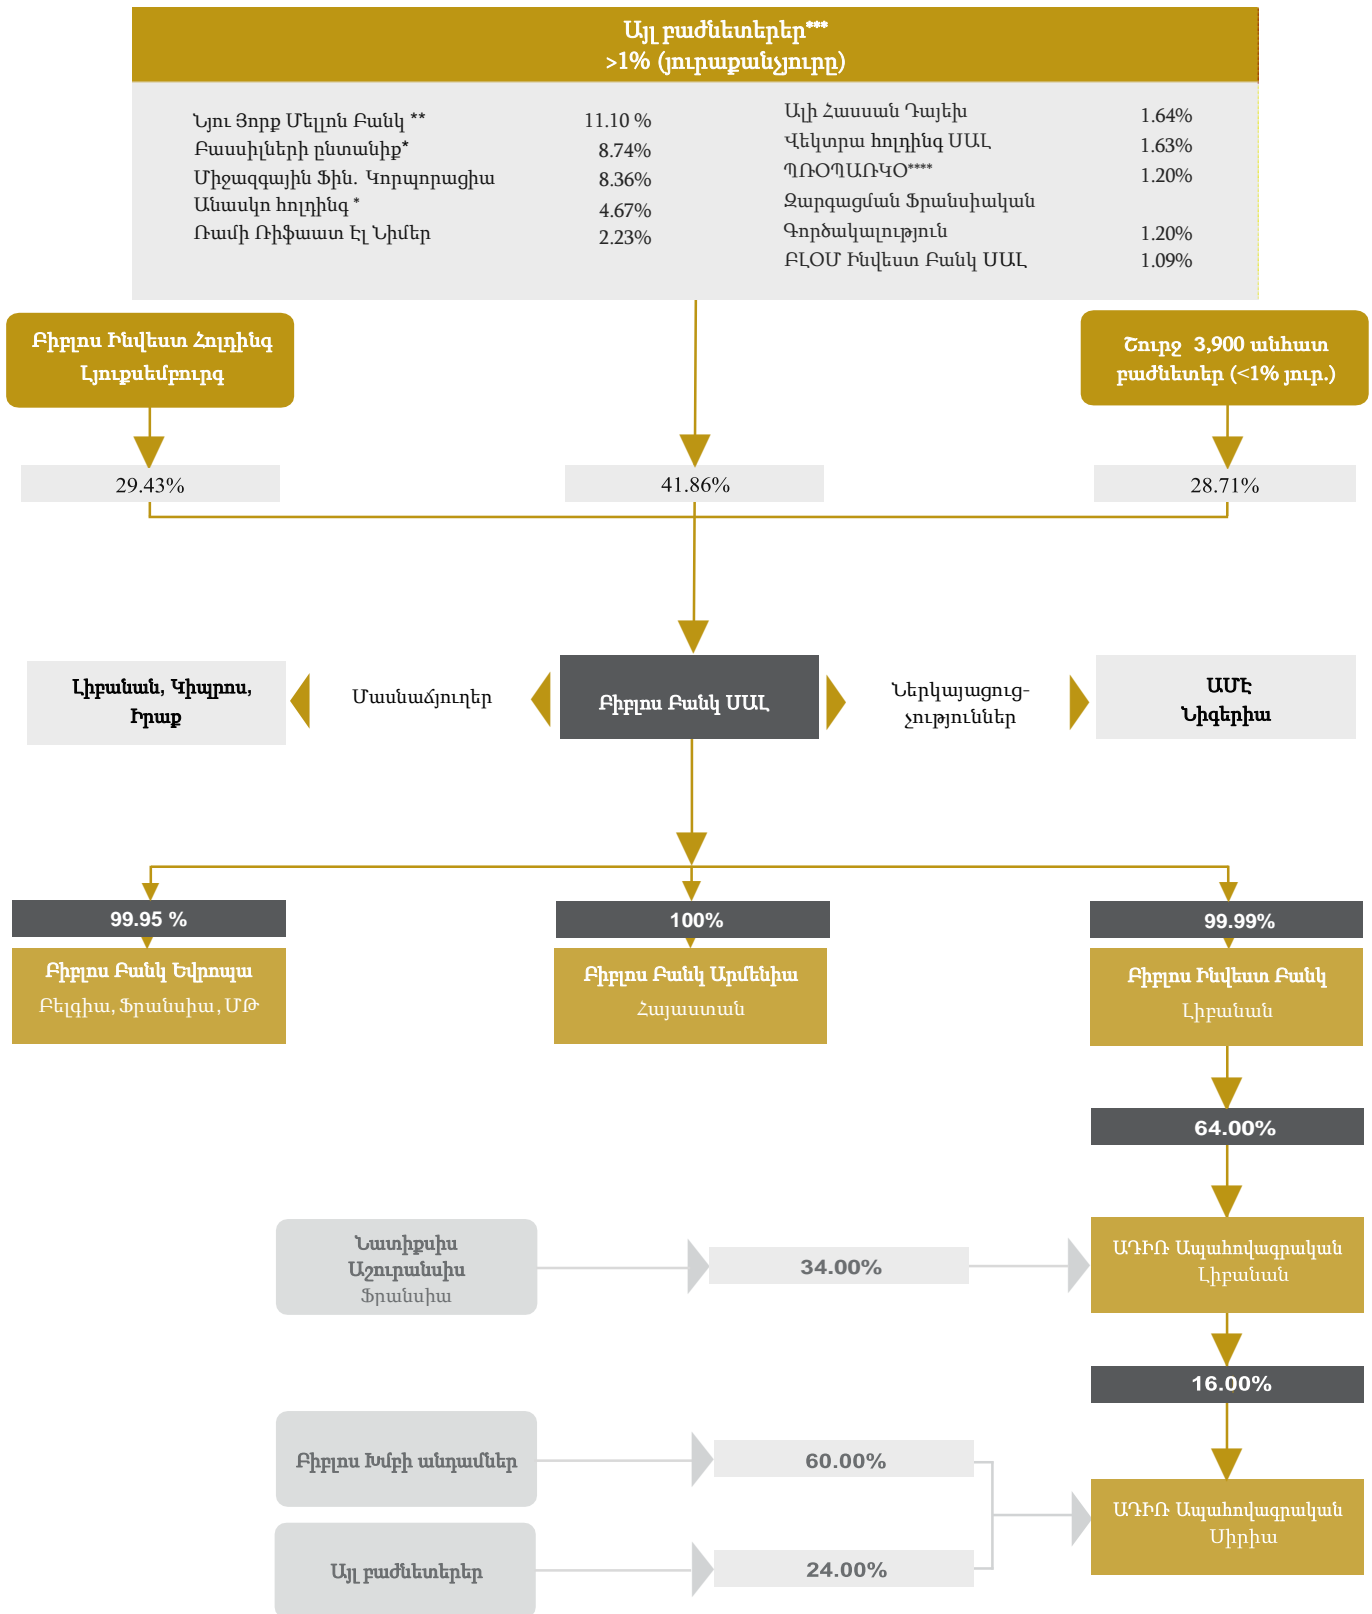 Այլ բաժնետերեր***
>1% (յուրաքանչյուրը)
Նյու Յորք Մելլոն Բանկ ** 11.10 %
Բասսիլների ընտանիք* 8.74%
Միջազգային Ֆին. Կորպորացիա 8.36%
Անասկո հոլդինգ * 4.67%
Ռամի Ռիֆաատ Էլ Նիմեր 2.23%
Ալի Հասսան Դայեխ 1.64%
Վեկտրա հոլդինգ ՍԱԼ 1.63%
ՊՌՕՊԱՌԿՕ**** 1.20%
Զարգացման Ֆրանսիական
Գործակալություն 1.20%
ԲԼՕՄ Ինվեստ Բանկ ՍԱԼ 1.09%
Բիբլոս Ինվեստ Հոլդինգ
Լյուքսեմբուրգ
Շուրջ 3,900 անհատ
բաժնետեր (<1% յուր.)
29.43%
41.86%
28.71%
Լիբանան, Կիպրոս,
Իրաք
Մասնաճյուղեր
Բիբլոս Բանկ ՍԱԼ
Ներկայացուց-
չություններ
ԱՄԷ
Նիգերիա
99.95 %
100%
99.99%
Բիբլոս Բանկ Եվրոպա
Բելգիա, Ֆրանսիա, ՄԹ
Բիբլոս Բանկ Արմենիա
Հայաստան
Բիբլոս Ինվեստ Բանկ
Լիբանան
64.00%
Նատիքսիս
Աշուրանսիս
Ֆրանսիա
34.00%
ԱԴԻՌ Ապահովագրական
Լիբանան
16.00%
Բիբլոս Խմբի անդամներ
60.00%
ԱԴԻՌ Ապահովագրական
Սիրիա
Այլ բաժնետերեր
24.00%